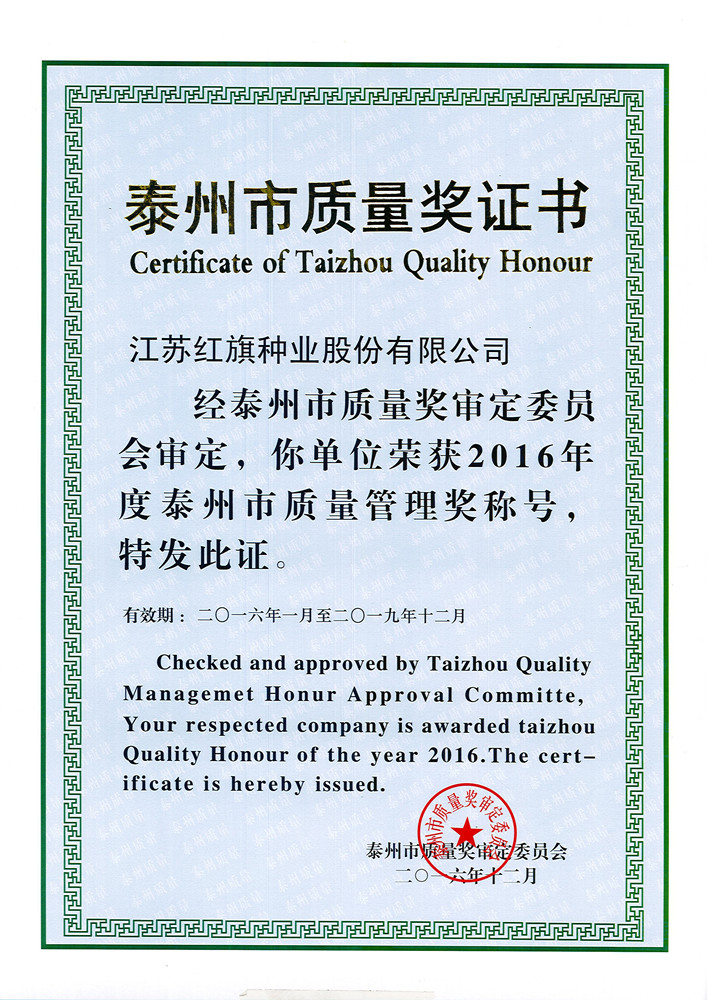 泰州市质量奖证书
Certificate of Taizhou Quality Honour
江苏红旗种业股份有限公司
经泰州市质量奖审定委员
会审定，你单位荣获2016年
度泰州市质量管理奖称号，
特发此证。
有效期：二〇一六年一月至二〇一九年十二月
Checked and approved by Taizhou Quality
Managemet Honur Approval Committe,
Your respected company is awarded taizhou
Quality Honour of the year 2016.The cert-
ificate is hereby issued.
泰州市质量奖审定委员会
泰州市质量奖审定委员会
二〇一六年十二月